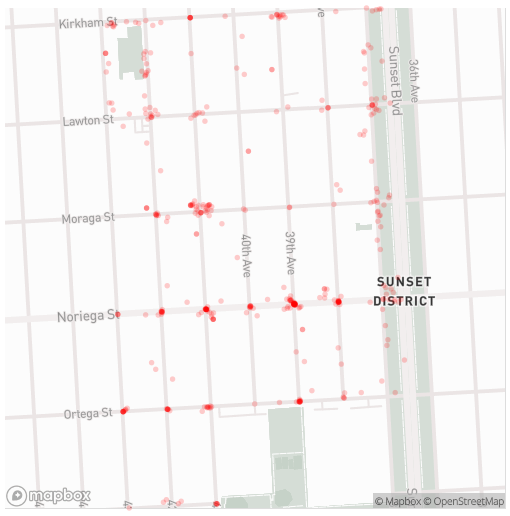 Kirkham St
Ave
Sunset Blvd
36th Ave
Lawton St
Moraga St
40th Ave
39th Ave
SUNSET
DISTRICT
Noriega St
Ortega St
mapbox
© Mapbox © OpenStreetMap